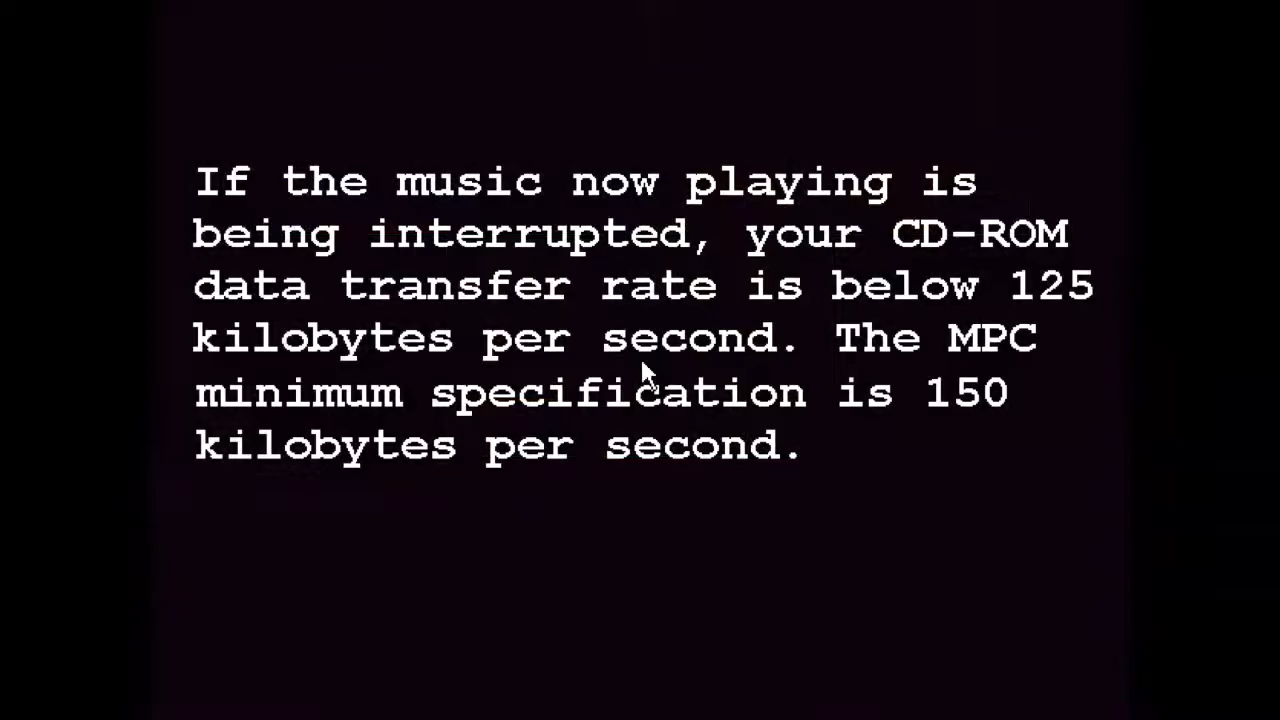 If the music now playing is
being interrupted, your CD-ROM
data transfer rate is below 125
kilobytes per second. The MPC
minimum specification is 150
kilobytes per second.